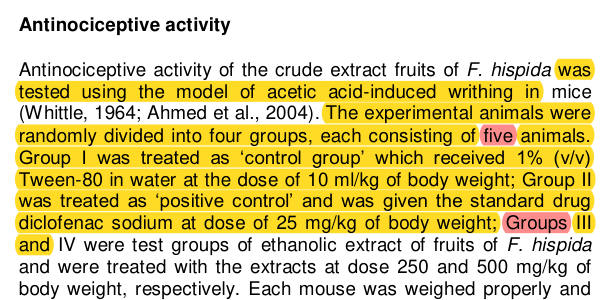 Antinociceptive activity
Antinociceptive activity of the crude extract fruits of F. hispida was
tested using the model of acetic acid-induced writhing in mice
(Whittle, 1964; Ahmed et al., 2004). The experimental animals were
randomly divided into four groups, each consisting of five animals.
Group I was treated as ‘control group’ which received 1% (v/v)
Tween-80 in water at the dose of 10 ml/kg of body weight; Group II
was treated as ‘positive control’ and was given the standard drug
diclofenac sodium at dose of 25 mg/kg of body weight; Groups III
and IV were test groups of ethanolic extract of fruits of F. hispida
and were treated with the extracts at dose 250 and 500 mg/kg of
body weight, respectively. Each mouse was weighed properly and